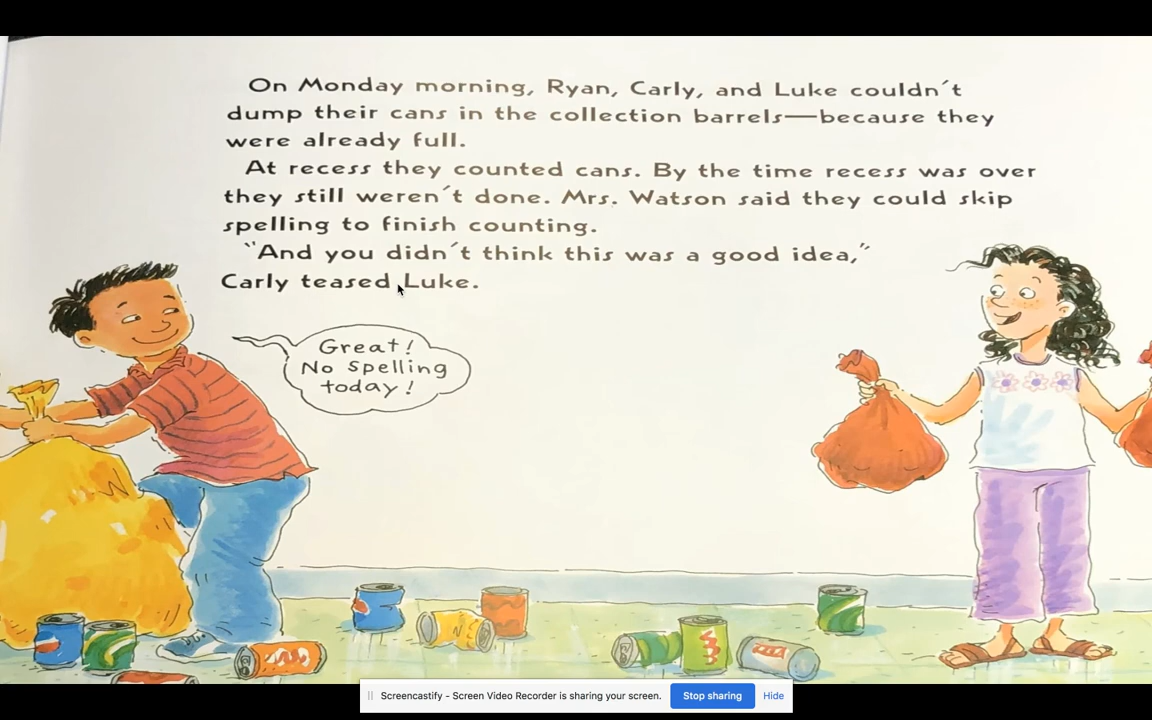 On Monday morning, Ryan, Carly, and Luke couldn't
dump their cans in the collection barrels—because they
were already full.
At recess they counted cans. By the time recess was over
they still weren't done. Mrs. Watson said they could skip
spelling to finish counting.
"And you didn't think this was a good idea,"
Carly teased Luke.
Great!
No Spelling
today!
Screencastify - Screen Video Recorder is sharing your screen.
Stop sharing
Hide